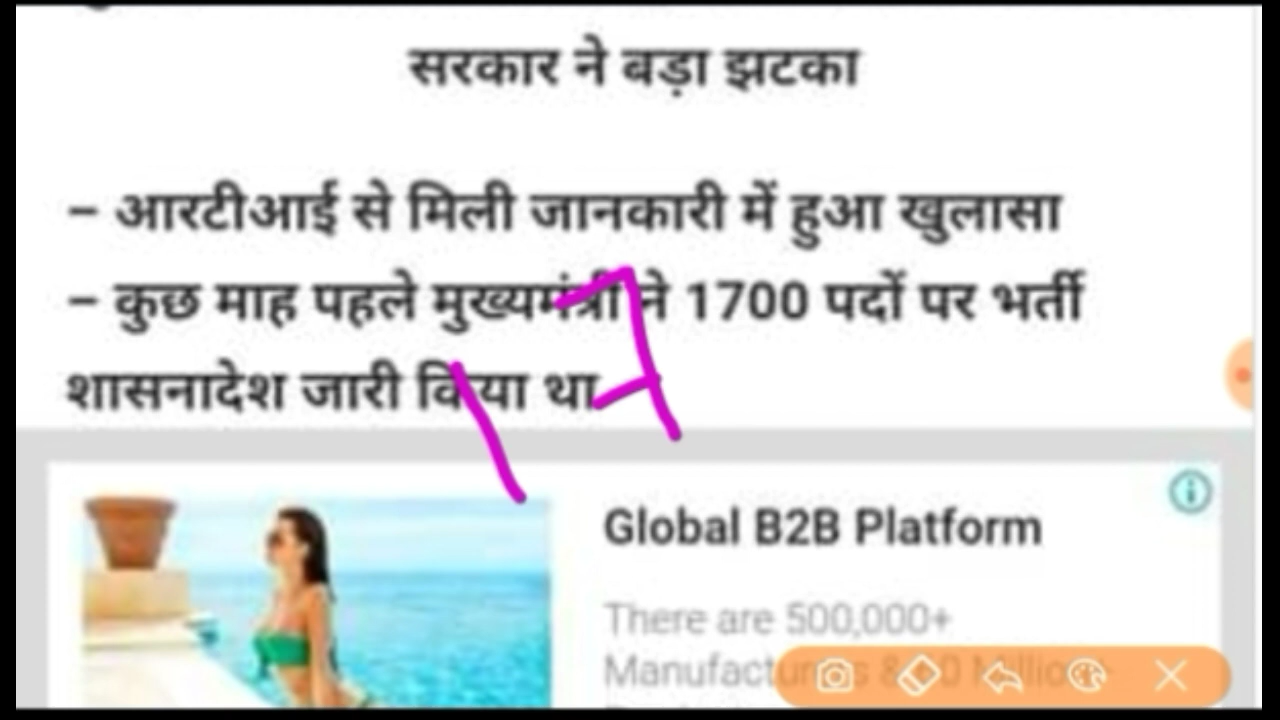 सरकार ने बड़ा झटका
– आरटीआई से मिली जानकारी में हुआ खुलासा
– कुछ माह पहले मुख्यमंत्री ने 1700 पदों पर भर्ती
शासनादेश जारी किया था
17
Global B2B Platform
There are 500,000+